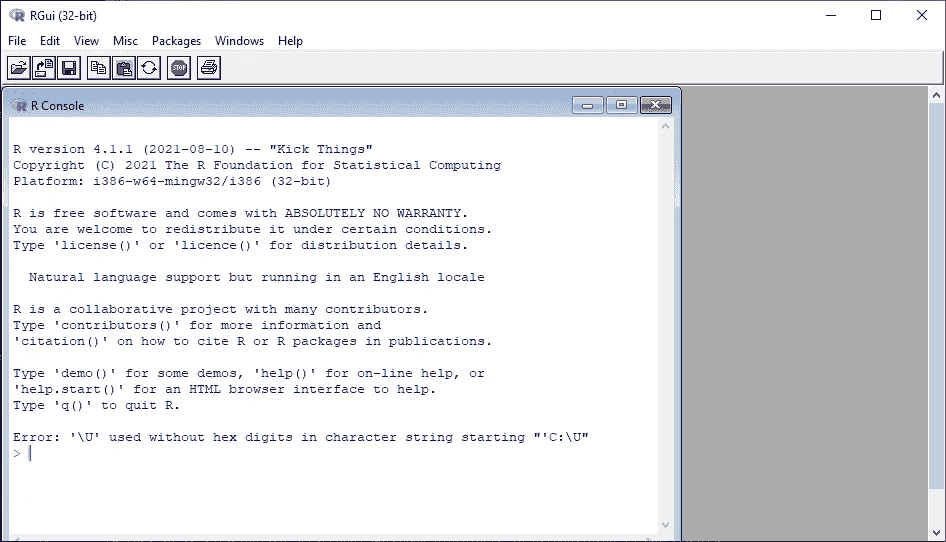 RGui (32-bit)
File Edit View Misc Packages Windows Help
STOP
R Console
R version 4.1.1 (2021-08-10) -- "Kick Things"
Copyright (C) 2021 The R Foundation for Statistical Computing
Platform: i386-w64-mingw32/i386 (32-bit)
R is free software and comes with ABSOLUTELY NO WARRANTY.
You are welcome to redistribute it under certain conditions.
Type 'license()' or 'licence()' for distribution details.
Natural language support but running in an English locale
R is a collaborative project with many contributors.
Type 'contributors()' for more information and
'citation()' on how to cite R or R packages in publications.
Type 'demo()' for some demos, 'help()' for on-line help, or
'help.start()' for an HTML browser interface to help.
Type 'q()' to quit R.
Error: '\U' used without hex digits in character string starting "'C:\U"
>